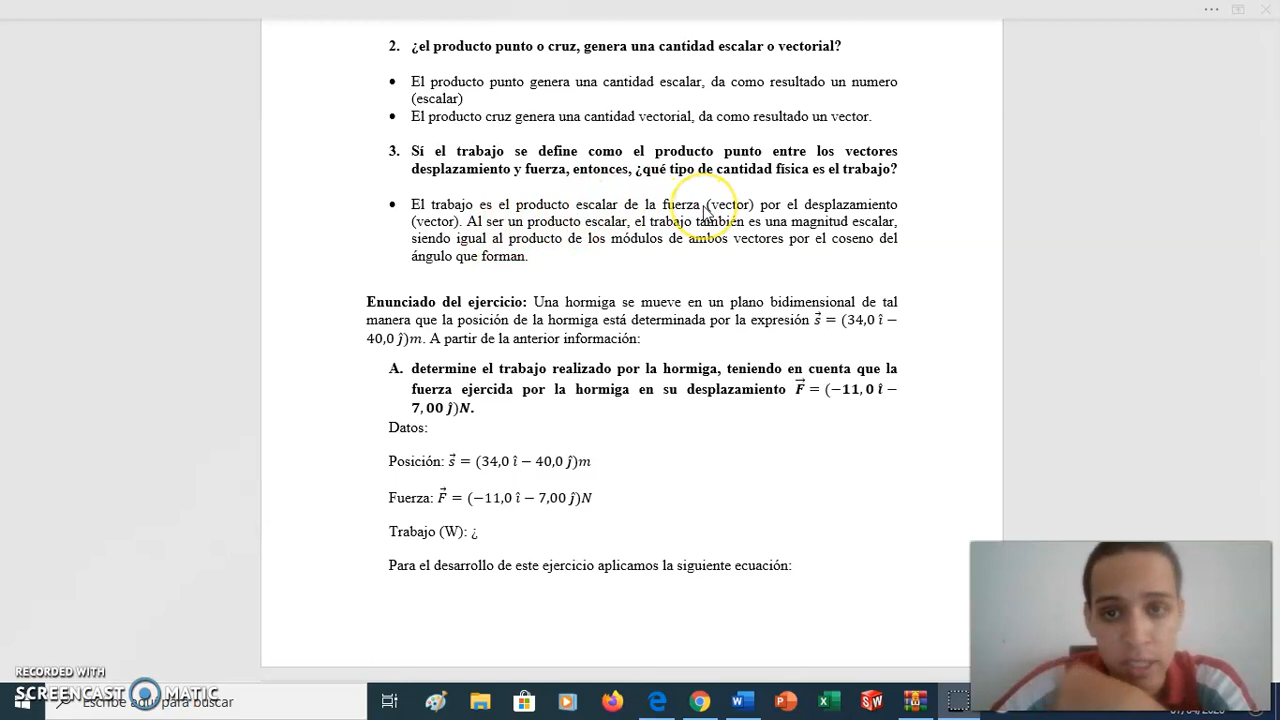 2. ¿el producto punto o cruz, genera una cantidad escalar o vectorial?
• El producto punto genera una cantidad escalar, da como resultado un numero
(escalar)
• El producto cruz genera una cantidad vectorial, da como resultado un vector.
3. Sí el trabajo se define como el producto punto entre los vectores
desplazamiento y fuerza, entonces, ¿qué tipo de cantidad física es el trabajo?
• El trabajo es el producto escalar de la fuerza (vector) por el desplazamiento
(vector). Al ser un producto escalar, el trabajo también es una magnitud escalar,
siendo igual al producto de los módulos de ambos vectores por el coseno del
ángulo que forman.
Enunciado del ejercicio: Una hormiga se mueve en un plano bidimensional de tal
manera que la posición de la hormiga está determinada por la expresión s⃗ = (34,0 î −
40,0 ĵ)m. A partir de la anterior información:
A. determine el trabajo realizado por la hormiga, teniendo en cuenta que la
fuerza ejercida por la hormiga en su desplazamiento F⃗ = (−11, 0 î −
7, 00 ĵ)N.
Datos:
Posición: s⃗ = (34,0 î − 40,0 ĵ)m
Fuerza: F⃗ = (−11,0 î − 7,00 ĵ)N
Trabajo (W): ¿
Para el desarrollo de este ejercicio aplicamos la siguiente ecuación:
RECORDED WITH
SCREENCAST MATIC
Escribe aquí para buscar